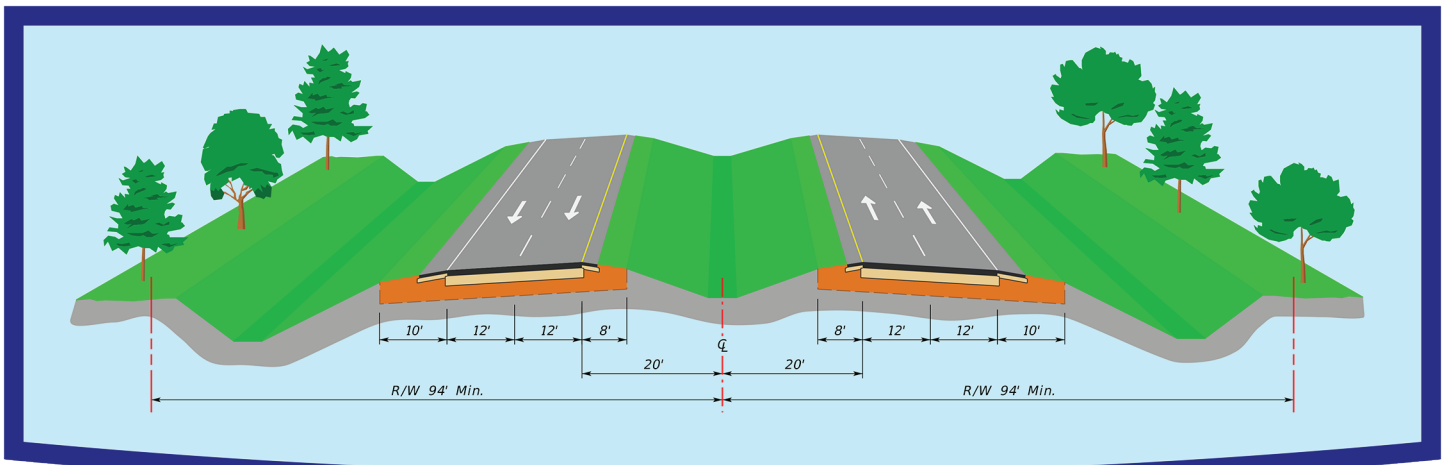 10' 12' 12' 8' 8' 12' 12' 10'
℄
20' 20'
R/W 94' Min. R/W 94' Min.